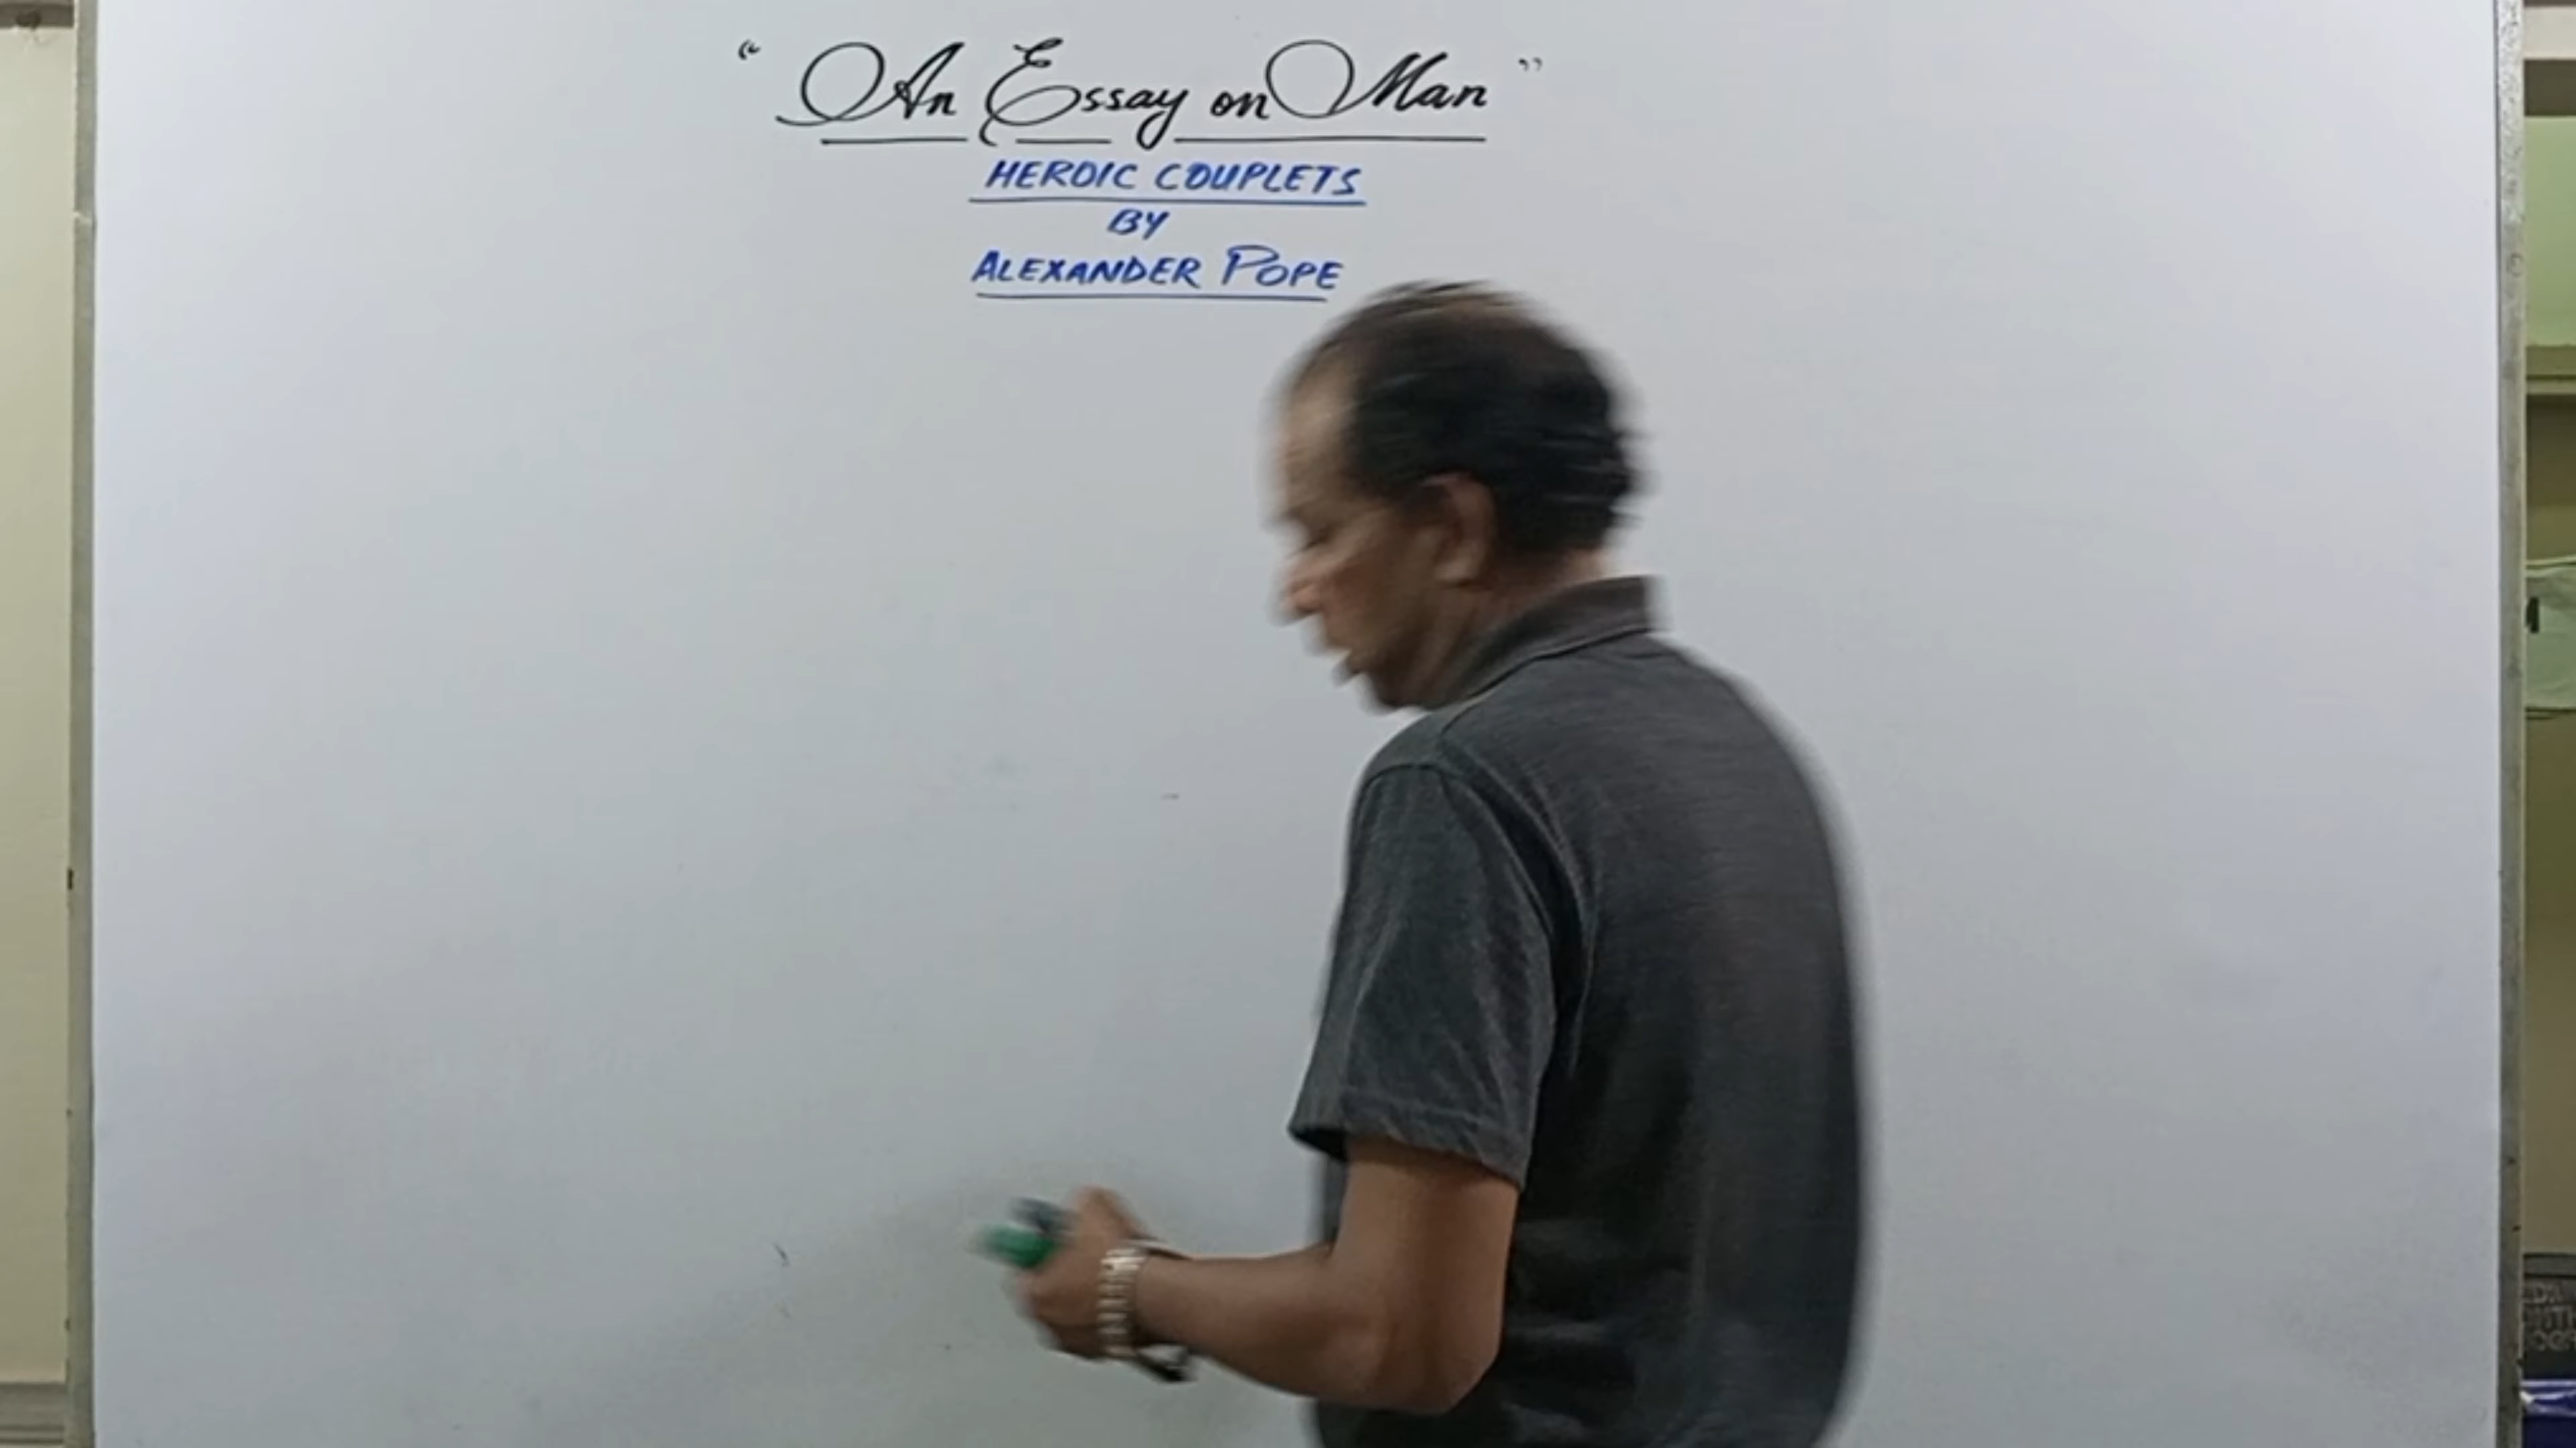 “ An Essay on Man ”
HEROIC COUPLETS
BY
ALEXANDER POPE